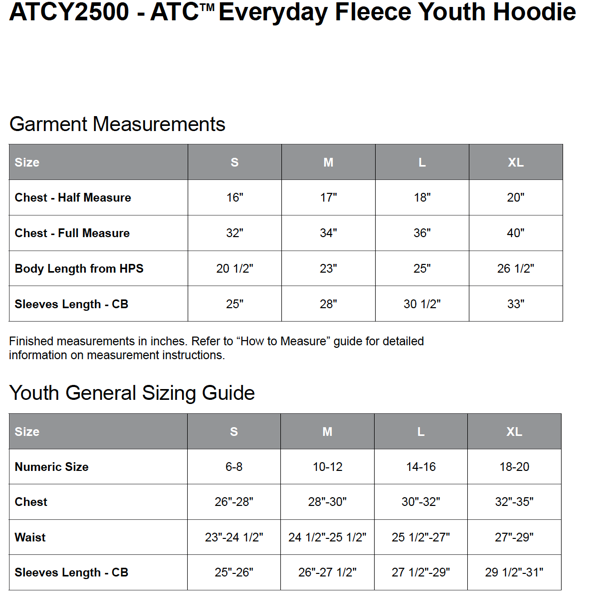 ATCY2500 - ATC™ Everyday Fleece Youth Hoodie
Garment Measurements
Size S M L XL
Chest - Half Measure 16" 17" 18" 20"
Chest - Full Measure 32" 34" 36" 40"
Body Length from HPS 20 1/2" 23" 25" 26 1/2"
Sleeves Length - CB 25" 28" 30 1/2" 33"
Finished measurements in inches. Refer to “How to Measure” guide for detailed
information on measurement instructions.
Youth General Sizing Guide
Size S M L XL
Numeric Size 6-8 10-12 14-16 18-20
Chest 26"-28" 28"-30" 30"-32" 32"-35"
Waist 23"-24 1/2" 24 1/2"-25 1/2" 25 1/2"-27" 27"-29"
Sleeves Length - CB 25"-26" 26"-27 1/2" 27 1/2"-29" 29 1/2"-31"